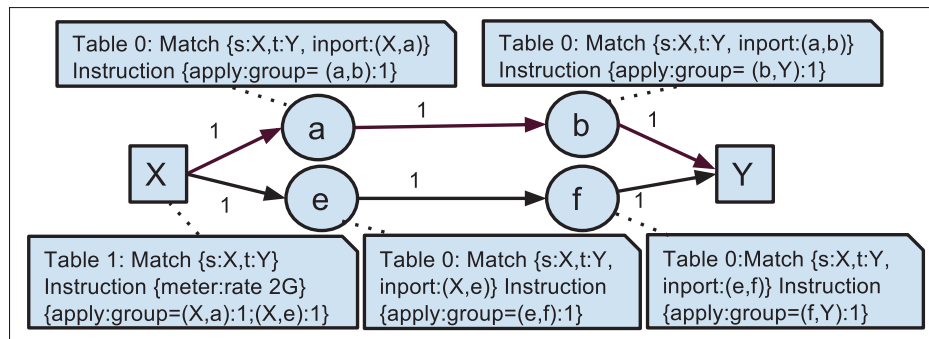 Table 0: Match {s:X,t:Y, inport:(X,a)}
Instruction {apply:group= (a,b):1}
Table 0: Match {s:X,t:Y, inport:(a,b)}
Instruction {apply:group= (b,Y):1}
1
a
1
b
1
X
Y
1
e
1
f
1
Table 1: Match {s:X,t:Y}
Instruction {meter:rate 2G}
{apply:group=(X,a):1;(X,e):1}
Table 0: Match {s:X,t:Y,
inport:(X,e)} Instruction
{apply:group=(e,f):1}
Table 0:Match {s:X,t:Y,
inport:(e,f)} Instruction
{apply:group=(f,Y):1}